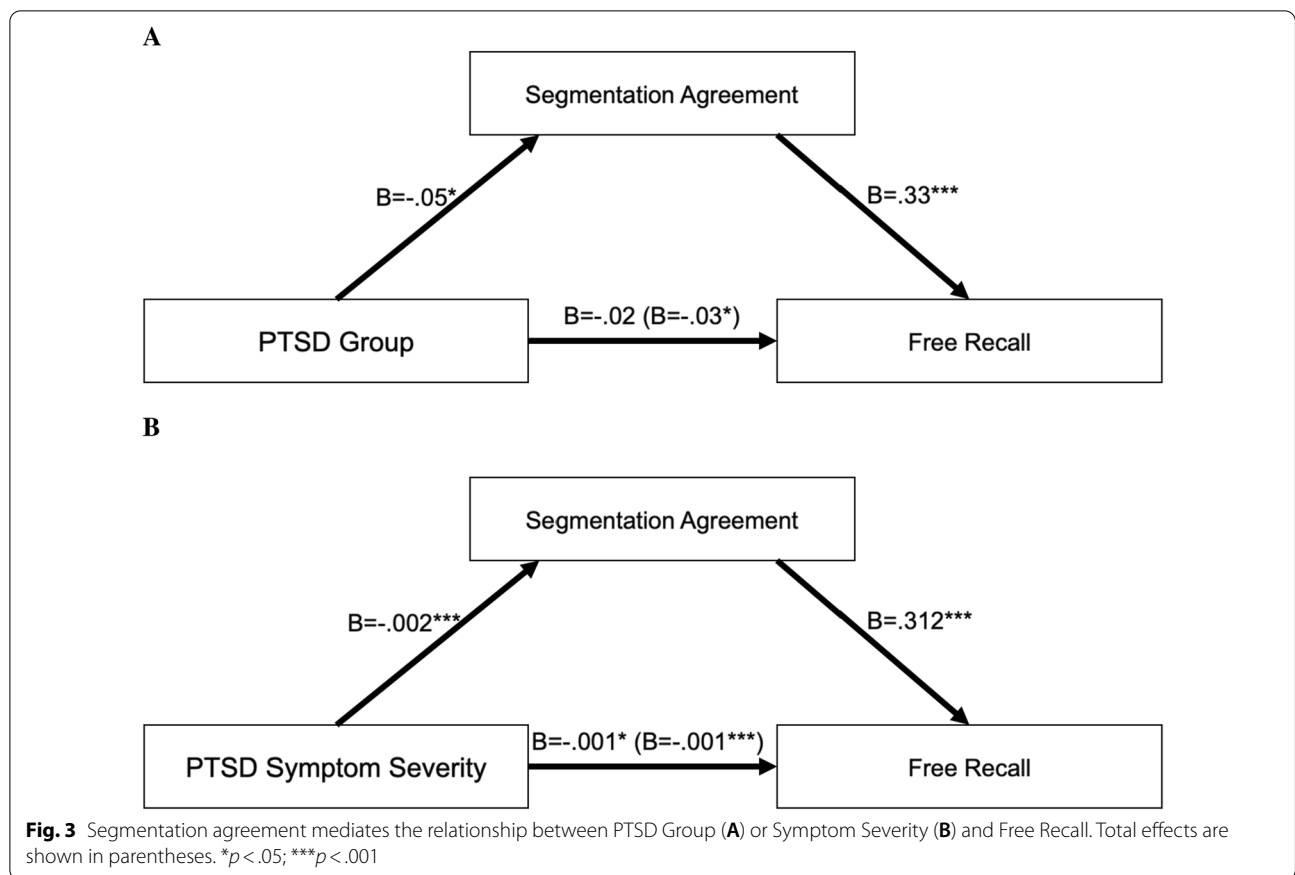 A
Segmentation Agreement
B=-.05*
B=.33***
B=-.02 (B=-.03*)
PTSD Group
Free Recall
B
Segmentation Agreement
B=-.002***
B=.312***
B=-.001* (B=-.001***)
PTSD Symptom Severity
Free Recall
Fig. 3 Segmentation agreement mediates the relationship between PTSD Group (A) or Symptom Severity (B) and Free Recall. Total effects are
shown in parentheses. *p < .05; ***p < .001